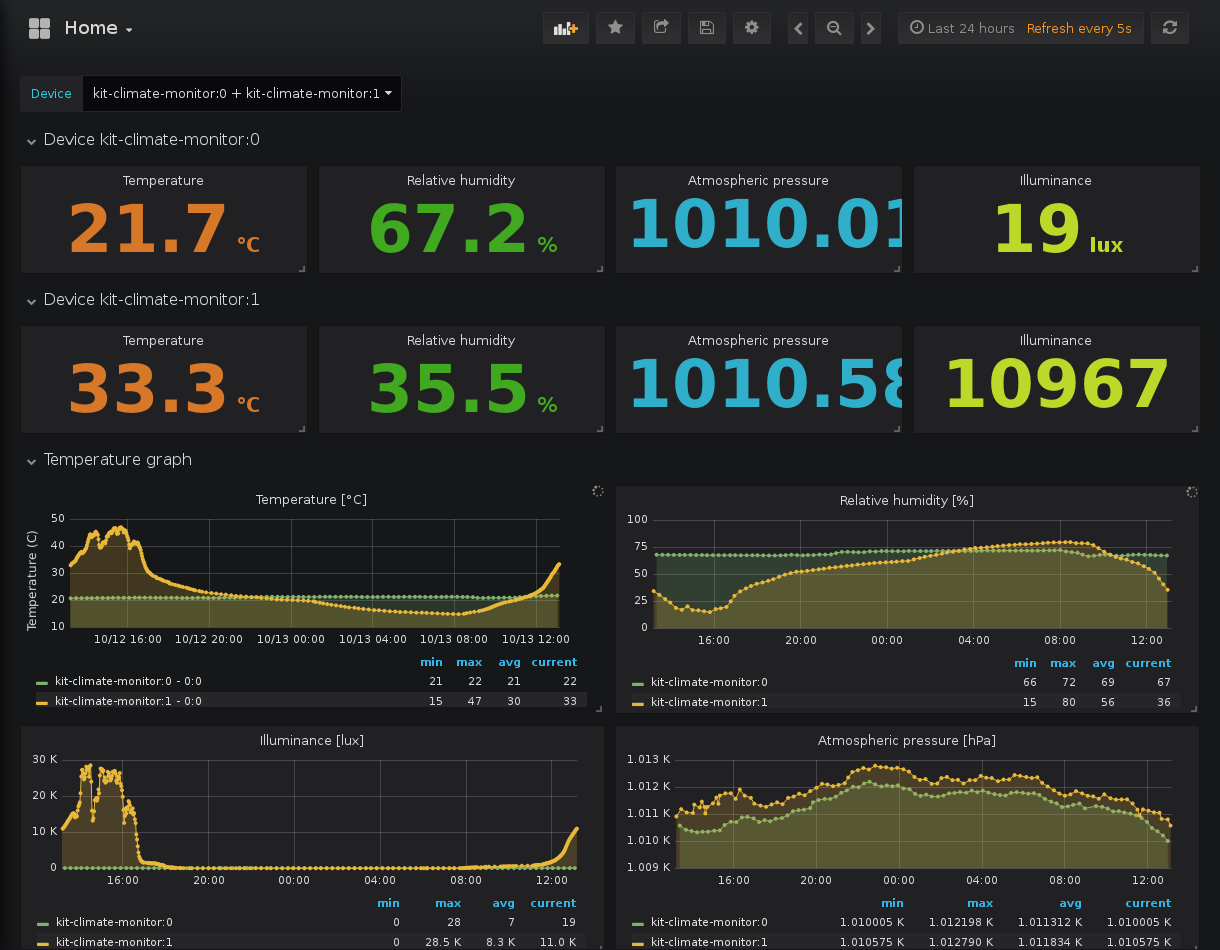 Home
Last 24 hours Refresh every 5s
Device kit-climate-monitor:0 + kit-climate-monitor:1
Device kit-climate-monitor:0
Temperature Relative humidity Atmospheric pressure Illuminance
21.7 °C 67.2 % 1010.01 19 lux
Device kit-climate-monitor:1
Temperature Relative humidity Atmospheric pressure Illuminance
33.3 °C 35.5 % 1010.58 10967
Temperature graph
Temperature [°C]
Temperature (C)
50
40
30
20
10
10/12 16:00 10/12 20:00 10/13 00:00 10/13 04:00 10/13 08:00 10/13 12:00
min max avg current
kit-climate-monitor:0 - 0:0 21 22 21 22
kit-climate-monitor:1 - 0:0 15 47 30 33
Relative humidity [%]
100
75
50
25
0
16:00 20:00 00:00 04:00 08:00 12:00
min max avg current
kit-climate-monitor:0 66 72 69 67
kit-climate-monitor:1 15 80 56 36
Illuminance [lux]
30 K
20 K
10 K
0
16:00 20:00 00:00 04:00 08:00 12:00
min max avg current
kit-climate-monitor:0 0 28 7 19
kit-climate-monitor:1 0 28.5 K 8.3 K 11.0 K
Atmospheric pressure [hPa]
1.013 K
1.012 K
1.011 K
1.010 K
1.009 K
16:00 20:00 00:00 04:00 08:00 12:00
min max avg current
kit-climate-monitor:0 1.010005 K 1.012198 K 1.011312 K 1.010005 K
kit-climate-monitor:1 1.010575 K 1.012790 K 1.011834 K 1.010575 K